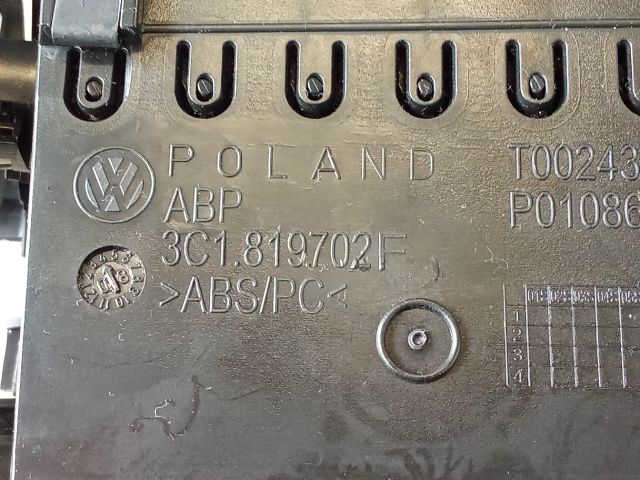 POLAND T00243
ABP P01086
3C1.819702F
>ABS/PC<
1
2
3
4